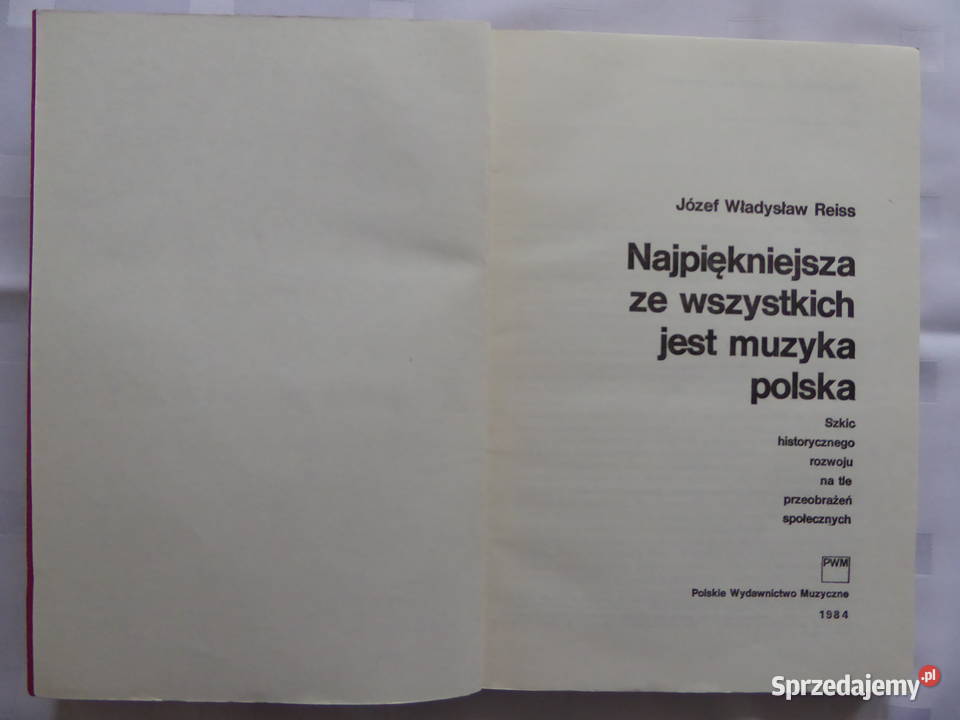 Józef Władysław Reiss
Najpiękniejsza
ze wszystkich
jest muzyka
polska
Szkic
historycznego
rozwoju
na tle
przeobrażeń
społecznych
PWM
Polskie Wydawnictwo Muzyczne
1984
Sprzedajemy.pl